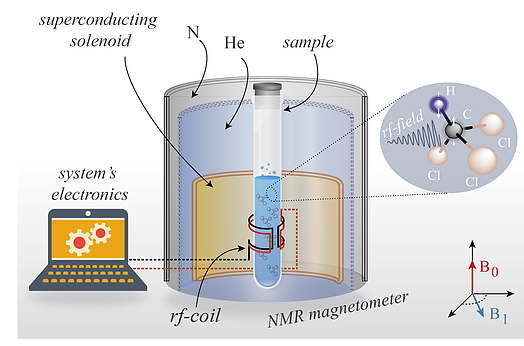 superconducting
solenoid
N
He
sample
H
rf-field
C
Cl
Cl
Cl
system's
electronics
rf-coil
NMR magnetometer
B0
B1